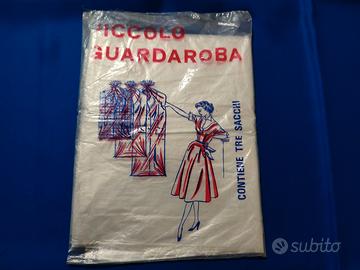 PICCOLO
GUARDAROBA
CONTIENE TRE SACCHI
subito